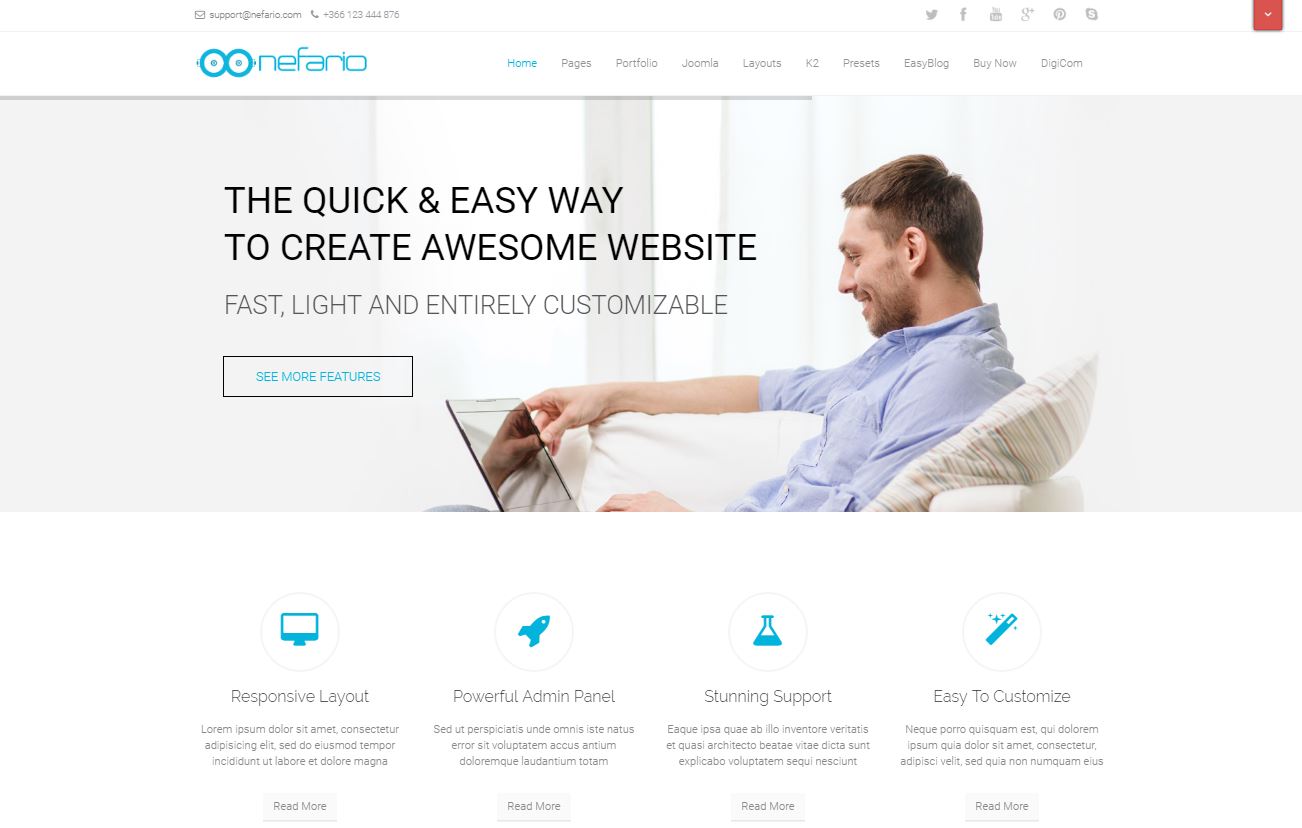 support@nefario.com +366 123 444 876
nefario
Home Pages Portfolio Joomla Layouts K2 Presets EasyBlog Buy Now DigiCom
THE QUICK & EASY WAY
TO CREATE AWESOME WEBSITE
FAST, LIGHT AND ENTIRELY CUSTOMIZABLE
SEE MORE FEATURES
Responsive Layout
Lorem ipsum dolor sit amet, consectetur
adipisicing elit, sed do eiusmod tempor
incididunt ut labore et dolore magna
Read More
Powerful Admin Panel
Sed ut perspiciatis unde omnis iste natus
error sit voluptatem accus antium
doloremque laudantium totam
Read More
Stunning Support
Eaque ipsa quae ab illo inventore veritatis
et quasi architecto beatae vitae dicta sunt
explicabo voluptatem sequi nesciunt
Read More
Easy To Customize
Neque porro quisquam est, qui dolorem
ipsum quia dolor sit amet, consectetur,
adipisci velit, sed quia non numquam eius
Read More